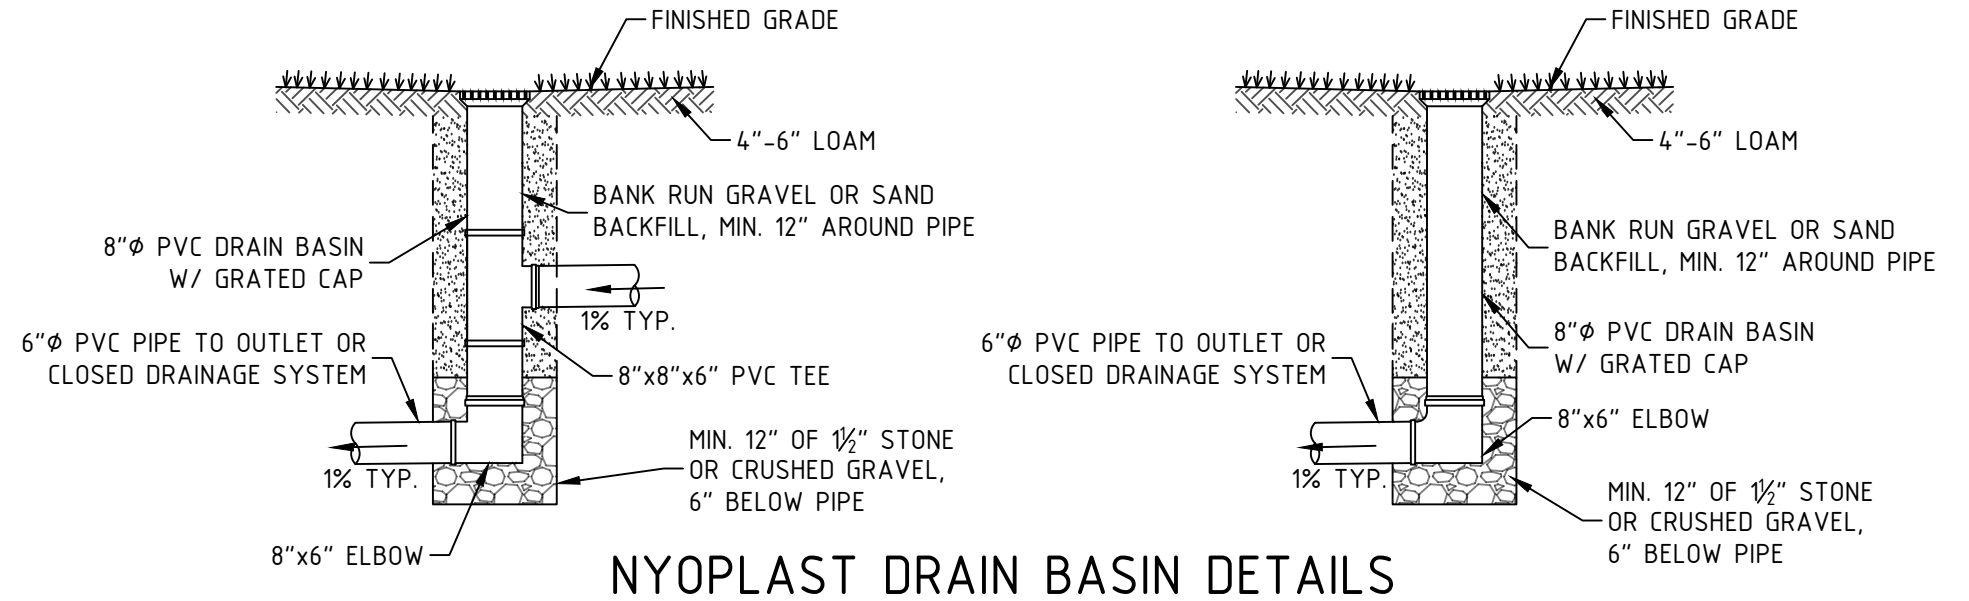 FINISHED GRADE
4"-6" LOAM
BANK RUN GRAVEL OR SAND
BACKFILL, MIN. 12" AROUND PIPE
8"Ø PVC DRAIN BASIN
W/ GRATED CAP
1% TYP.
6"Ø PVC PIPE TO OUTLET OR
CLOSED DRAINAGE SYSTEM
8"x8"x6" PVC TEE
MIN. 12" OF 1½" STONE
OR CRUSHED GRAVEL,
6" BELOW PIPE
1% TYP.
8"x6" ELBOW
FINISHED GRADE
4"-6" LOAM
BANK RUN GRAVEL OR SAND
BACKFILL, MIN. 12" AROUND PIPE
8"Ø PVC DRAIN BASIN
W/ GRATED CAP
6"Ø PVC PIPE TO OUTLET OR
CLOSED DRAINAGE SYSTEM
8"x6" ELBOW
1% TYP.
MIN. 12" OF 1½" STONE
OR CRUSHED GRAVEL,
6" BELOW PIPE
NYOPLAST DRAIN BASIN DETAILS